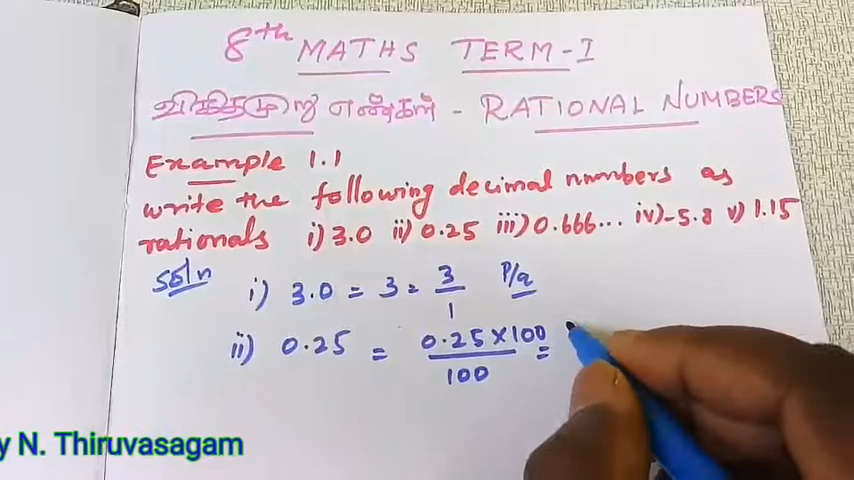 8th MATHS TERM-I
விகிதமுறு எண்கள் - RATIONAL NUMBERS
Example 1.1
write the following decimal numbers as
rationals i) 3.0 ii) 0.25 iii) 0.666... iv) -5.8 v) 1.15
Soln i) 3.0 = 3 = 3/1 P/q
ii) 0.25 = 0.25×100/100 =
y N. Thiruvasagam